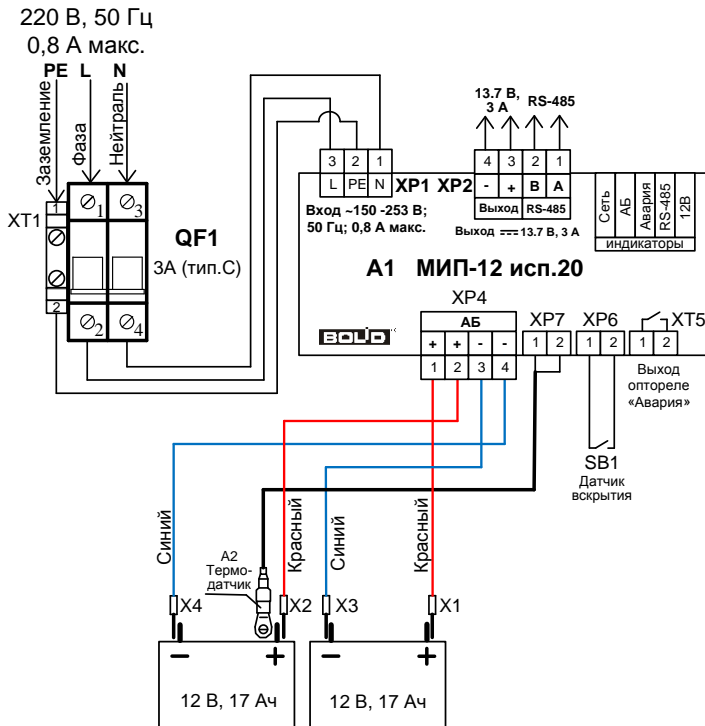 220 В, 50 Гц
0,8 А макс.
PE L N
Заземление
Фаза
Нейтраль
XT1
1
2
1
3
2
4
QF1
3А (тип.С)
13.7 В,
3 А
RS-485
3 2 1
L PE N
XP1
XP2
4 3 2 1
- + B A
Выход RS-485
Вход ~150 -253 В;
50 Гц; 0,8 А макс.
Выход 13.7 В, 3 А
Сеть
АБ
Авария
RS-485
12В
индикаторы
А1 МИП-12 исп.20
BOLID
XP4
АБ
+ + - -
1 2 3 4
XP7
1 2
XP6
1 2
XT5
1 2
Выход
оптореле
«Авария»
SB1
Датчик
вскрытия
Синий
А2
Термо-
датчик
Красный
Синий
Красный
X4
X2
X3
X1
− +
− +
12 В, 17 Ач
12 В, 17 Ач